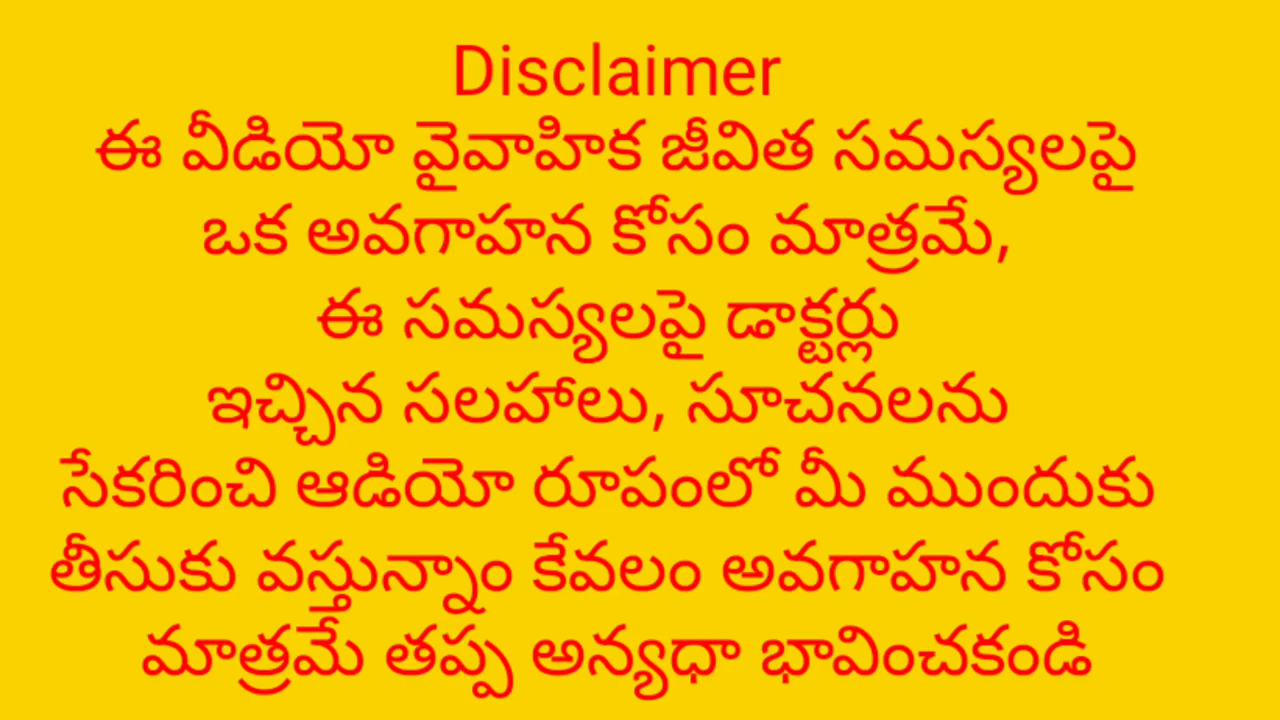 Disclaimer
ఈ వీడియో వైవాహిక జీవిత సమస్యలపై
ఒక అవగాహన కోసం మాత్రమే,
ఈ సమస్యలపై డాక్టర్లు
ఇచ్చిన సలహాలు, సూచనలను
సేకరించి ఆడియో రూపంలో మీ ముందుకు
తీసుకు వస్తున్నాం కేవలం అవగాహన కోసం
మాత్రమే తప్ప అన్యధా భావించకండి